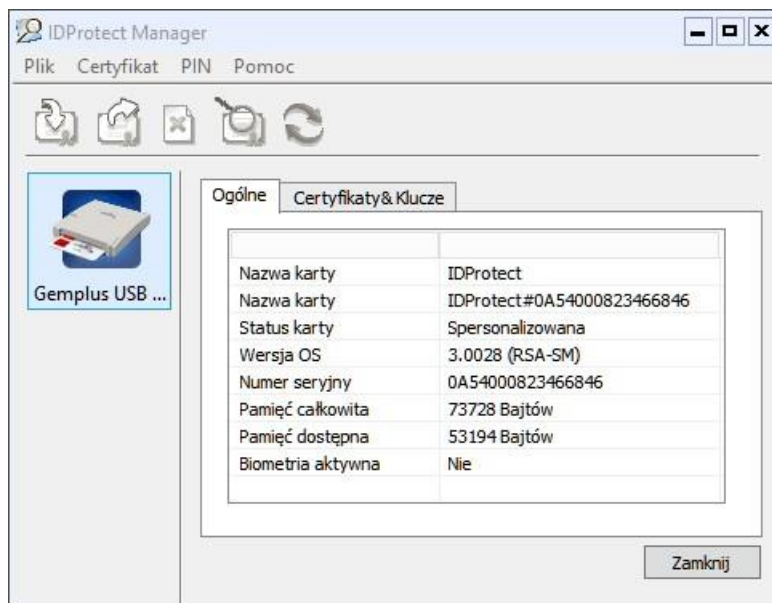 IDProtect Manager
Plik Certyfikat PIN Pomoc
Gemplus USB ...
Ogólne Certyfikaty&Klucze
Nazwa karty IDProtect
Nazwa karty IDProtect#0A54000823466846
Status karty Spersonalizowana
Wersja OS 3.0028 (RSA-SM)
Numer seryjny 0A54000823466846
Pamięć całkowita 73728 Bajtów
Pamięć dostępna 53194 Bajtów
Biometria aktywna Nie
Zamknij